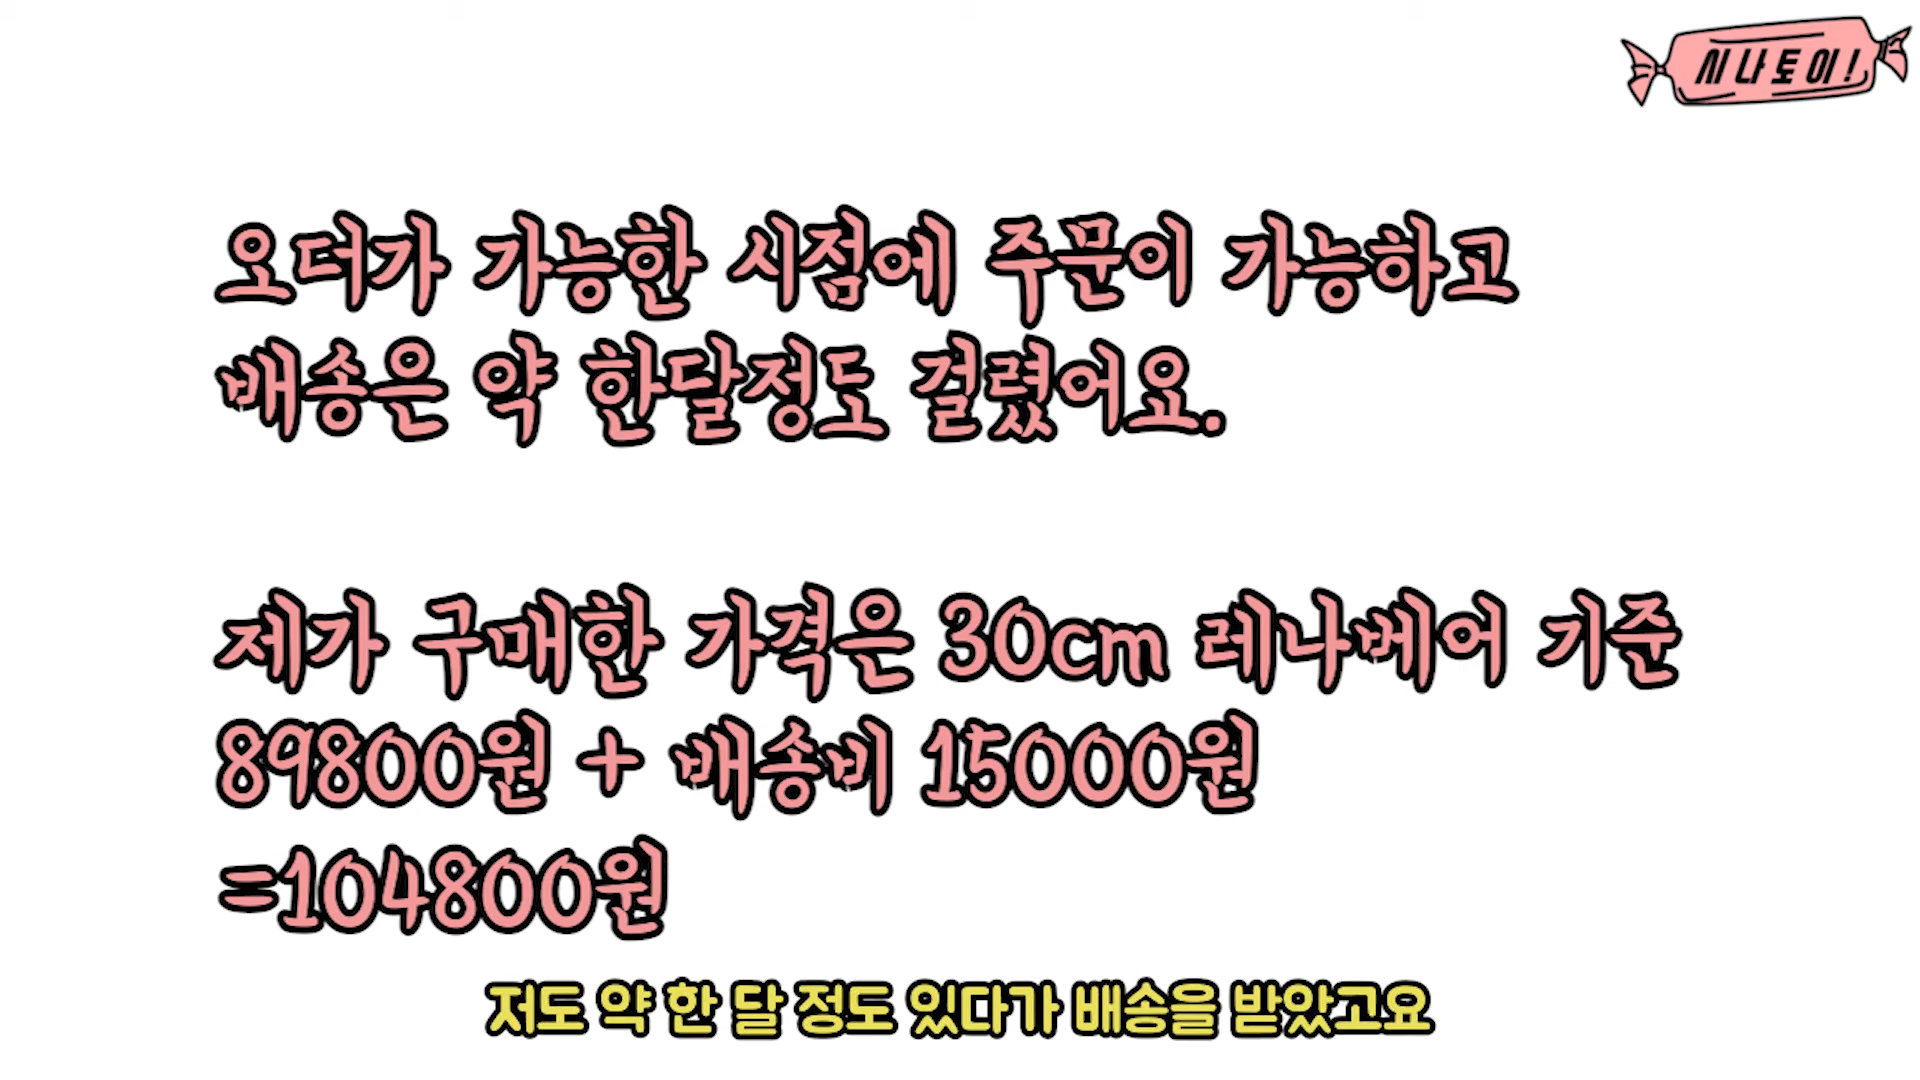 시나토이!
오더가 가능한 시점에 주문이 가능하고
배송은 약 한달정도 걸렸어요.
제가 구매한 가격은 30cm 레나베어 기준
89800원 + 배송비 15000원
=104800원
저도 약 한 달 정도 있다가 배송을 받았고요